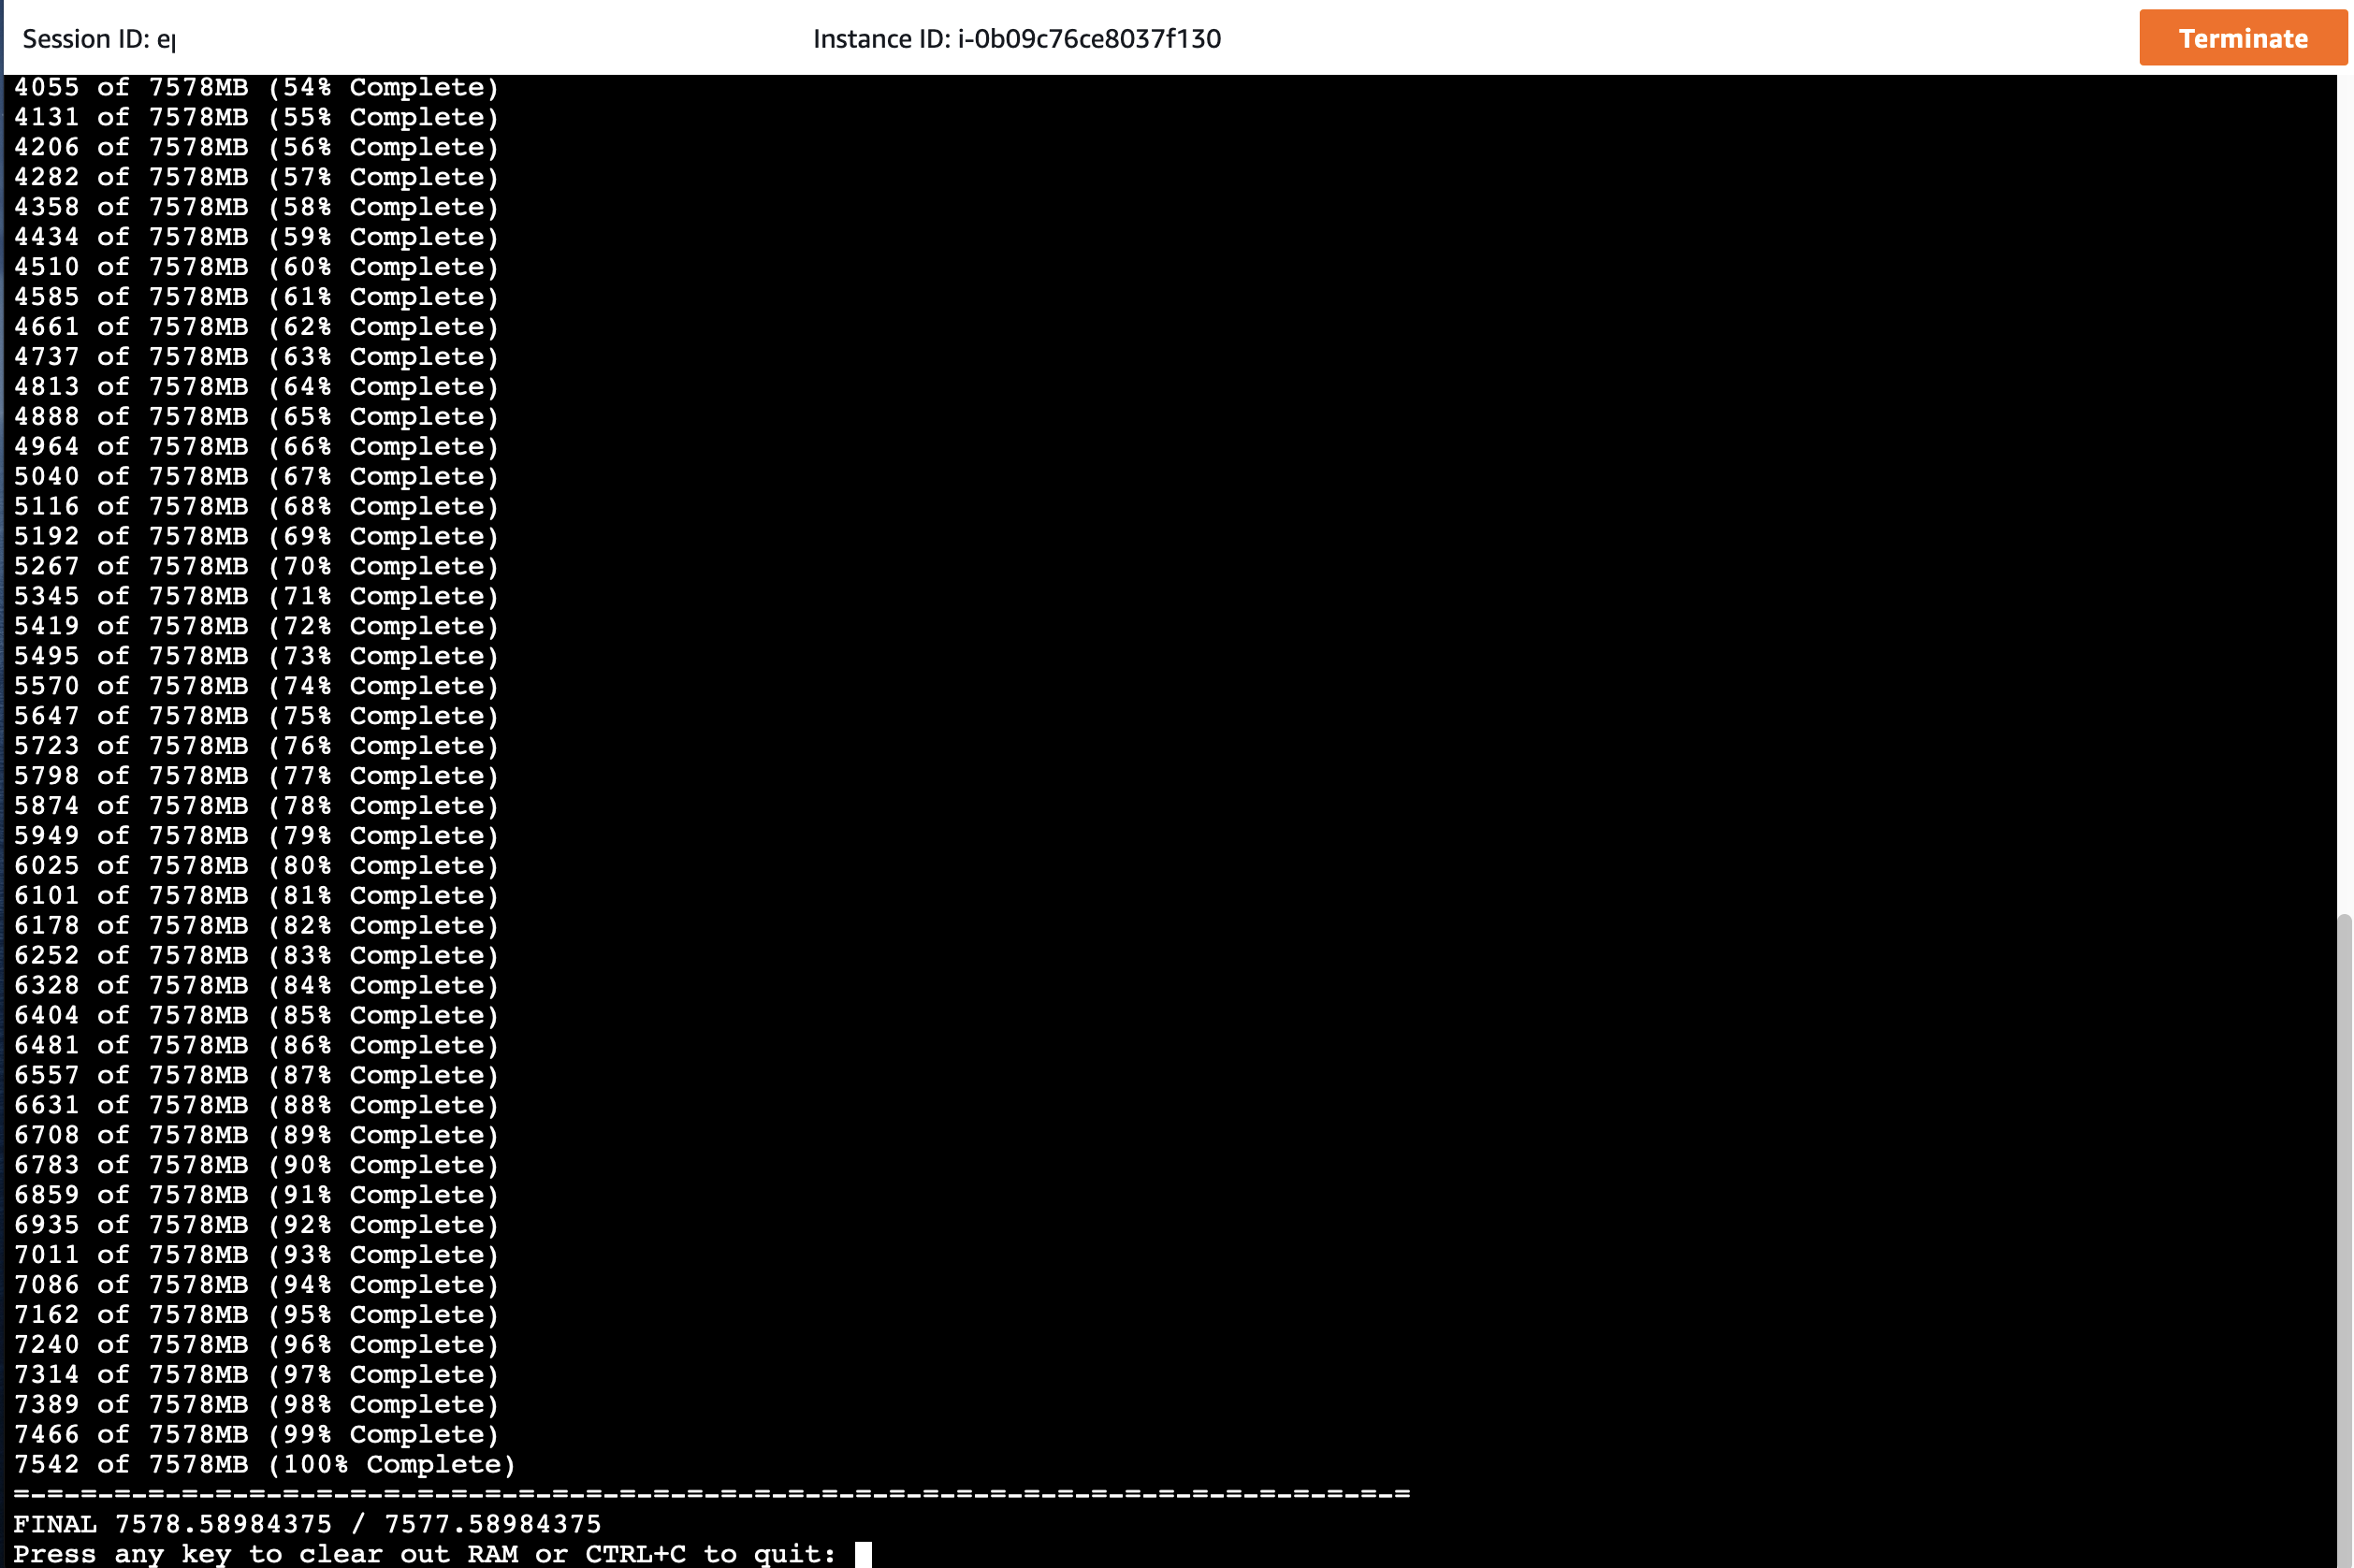 Session ID: ep
Instance ID: i-0b09c76ce8037f130
Terminate
4055 of 7578MB (54% Complete)
4131 of 7578MB (55% Complete)
4206 of 7578MB (56% Complete)
4282 of 7578MB (57% Complete)
4358 of 7578MB (58% Complete)
4434 of 7578MB (59% Complete)
4510 of 7578MB (60% Complete)
4585 of 7578MB (61% Complete)
4661 of 7578MB (62% Complete)
4737 of 7578MB (63% Complete)
4813 of 7578MB (64% Complete)
4888 of 7578MB (65% Complete)
4964 of 7578MB (66% Complete)
5040 of 7578MB (67% Complete)
5116 of 7578MB (68% Complete)
5192 of 7578MB (69% Complete)
5267 of 7578MB (70% Complete)
5345 of 7578MB (71% Complete)
5419 of 7578MB (72% Complete)
5495 of 7578MB (73% Complete)
5570 of 7578MB (74% Complete)
5647 of 7578MB (75% Complete)
5723 of 7578MB (76% Complete)
5798 of 7578MB (77% Complete)
5874 of 7578MB (78% Complete)
5949 of 7578MB (79% Complete)
6025 of 7578MB (80% Complete)
6101 of 7578MB (81% Complete)
6178 of 7578MB (82% Complete)
6252 of 7578MB (83% Complete)
6328 of 7578MB (84% Complete)
6404 of 7578MB (85% Complete)
6481 of 7578MB (86% Complete)
6557 of 7578MB (87% Complete)
6631 of 7578MB (88% Complete)
6708 of 7578MB (89% Complete)
6783 of 7578MB (90% Complete)
6859 of 7578MB (91% Complete)
6935 of 7578MB (92% Complete)
7011 of 7578MB (93% Complete)
7086 of 7578MB (94% Complete)
7162 of 7578MB (95% Complete)
7240 of 7578MB (96% Complete)
7314 of 7578MB (97% Complete)
7389 of 7578MB (98% Complete)
7466 of 7578MB (99% Complete)
7542 of 7578MB (100% Complete)
=-=-=-=-=-=-=-=-=-=-=-=-=-=-=-=-=-=-=-=-=-=-=-=-=-=-=-=-=-=-=-=-=-=-=-=-=-=-=-=-=-=
FINAL 7578.58984375 / 7577.58984375
Press any key to clear out RAM or CTRL+C to quit: